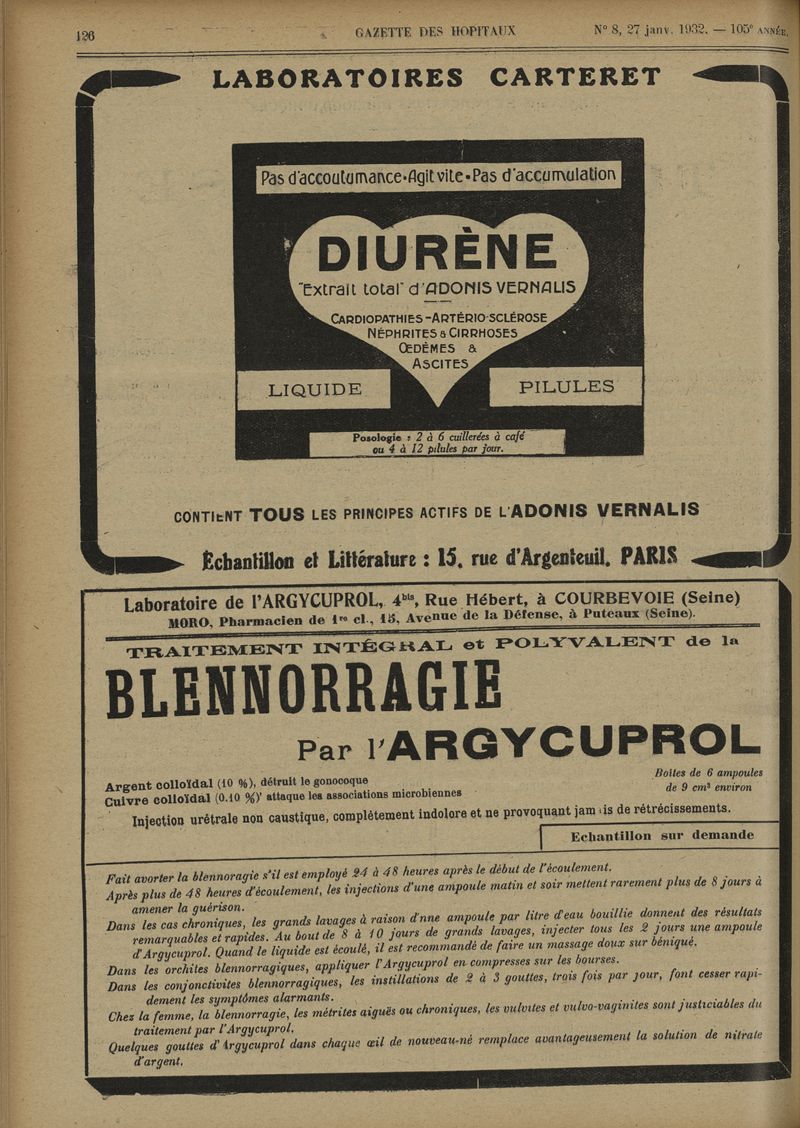 126
GAZETTE DES HOPITAUX
N° 8, 27 janv. 1932. — 105e ANNÉE.
LABORATOIRES CARTERET
Pas d'accoutumance • Agit vite • Pas d'accumulation
DIURÈNE
"Extrait total" d'ADONIS VERNALIS
CARDIOPATHIES - ARTÉRIO-SCLÉROSE
NÉPHRITES & CIRRHOSES
ŒDÈMES &
ASCITES
LIQUIDE
PILULES
Posologie : 2 à 6 cuillerées à café
ou 4 à 12 pilules par jour.
CONTIENT TOUS LES PRINCIPES ACTIFS DE L'ADONIS VERNALIS
Échantillon et Littérature : 15, rue d'Argenteuil, PARIS
Laboratoire de l'ARGYCUPROL, 4bis, Rue Hébert, à COURBEVOIE (Seine)
MORO, Pharmacien de 1re cl., 15, Avenue de la Défense, à Puteaux (Seine).
TRAITEMENT INTÉGRAL et POLYVALENT de la
BLENNORRAGIE
Par l'ARGYCUPROL
Argent colloïdal (10 %), détruit le gonocoque
Cuivre colloïdal (0.10 %) attaque les associations microbiennes
Boites de 6 ampoules
de 9 cm³ environ
Injection urétrale non caustique, complètement indolore et ne provoquant jamais de rétrécissements.
Echantillon sur demande
Fait avorter la blennoragie s'il est employé 24 à 48 heures après le début de l'écoulement.
Après plus de 48 heures d'écoulement, les injections d'une ampoule matin et soir mettent rarement plus de 8 jours à
amener la guérison.
Dans les cas chroniques, les grands lavages à raison d'nne ampoule par litre d'eau bouillie donnent des résultats
remarquables et rapides. Au bout de 8 à 10 jours de grands lavages, injecter tous les 2 jours une ampoule
d'Argycuprol. Quand le liquide est écoulé, il est recommandé de faire un massage doux sur béniqué.
Dans les orchites blennorragiques, appliquer l'Argycuprol en compresses sur les bourses.
Dans les conjonctivites blennorragiques, les instillations de 2 à 3 gouttes, trois fois par jour, font cesser rapi-
dement les symptômes alarmants.
Chez la femme, la blennorragie, les métrites aiguës ou chroniques, les vulvites et vulvo-vaginites sont justiciables du
traitement par l'Argycuprol.
Quelques gouttes d'Argycuprol dans chaque œil de nouveau-né remplace avantageusement la solution de nitrate
d'argent.